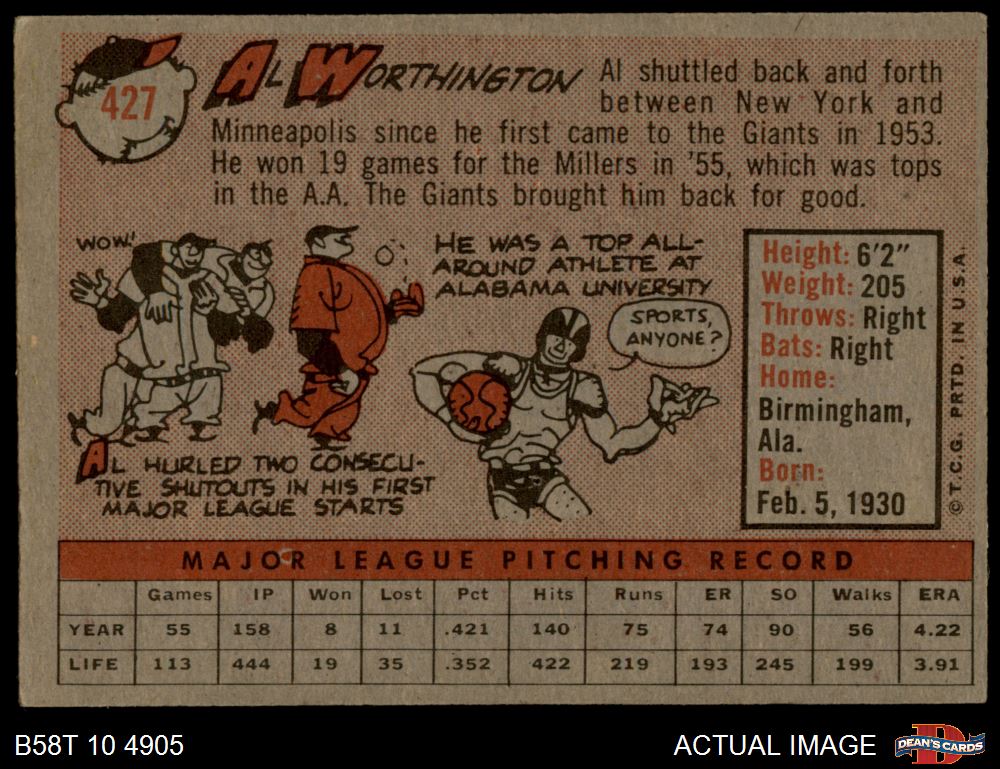 427
Al Worthington
Al shuttled back and forth
between New York and
Minneapolis since he first came to the Giants in 1953.
He won 19 games for the Millers in '55, which was tops
in the A.A. The Giants brought him back for good.
WOW!
HE WAS A TOP ALL-
AROUND ATHLETE AT
ALABAMA UNIVERSITY
SPORTS,
ANYONE?
AL HURLED TWO CONSECU-
TIVE SHUTOUTS IN HIS FIRST
MAJOR LEAGUE STARTS
Height: 6'2"
Weight: 205
Throws: Right
Bats: Right
Home:
Birmingham,
Ala.
Born:
Feb. 5, 1930
© T.C.G. PRTD. IN U.S.A.
MAJOR LEAGUE PITCHING RECORD
Games IP Won Lost Pct Hits Runs ER SO Walks ERA
YEAR 55 158 8 11 .421 140 75 74 90 56 4.22
LIFE 113 444 19 35 .352 422 219 193 245 199 3.91
B58T 10 4905
ACTUAL IMAGE
DEAN'S CARDS